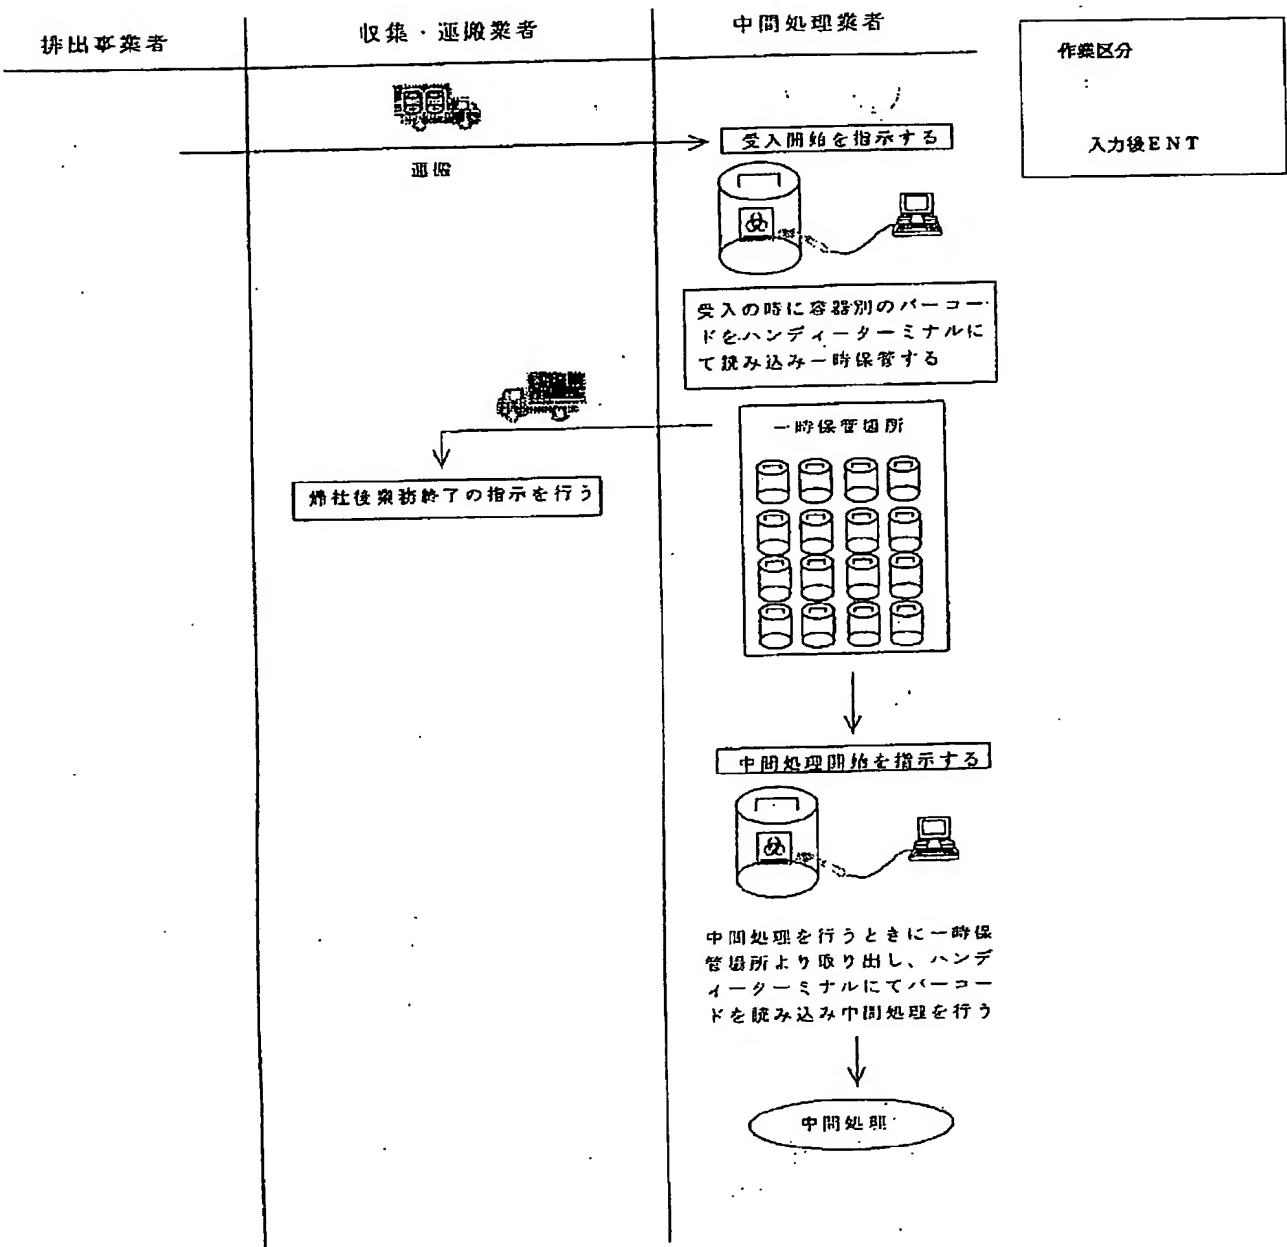 排出事業者
収集・運搬業者
中間処理業者
作業区分
:
入力後ENT
受入開始を指示する
運搬
受入の時に容器別のバーコー
ドをハンディーターミナルに
て読み込み一時保管する
一時保管場所
帰社後業務終了の指示を行う
中間処理開始を指示する
中間処理を行うときに一時保
管場所より取り出し、ハンデ
ィーターミナルにてバーコー
ドを読み込み中間処理を行う
中間処理